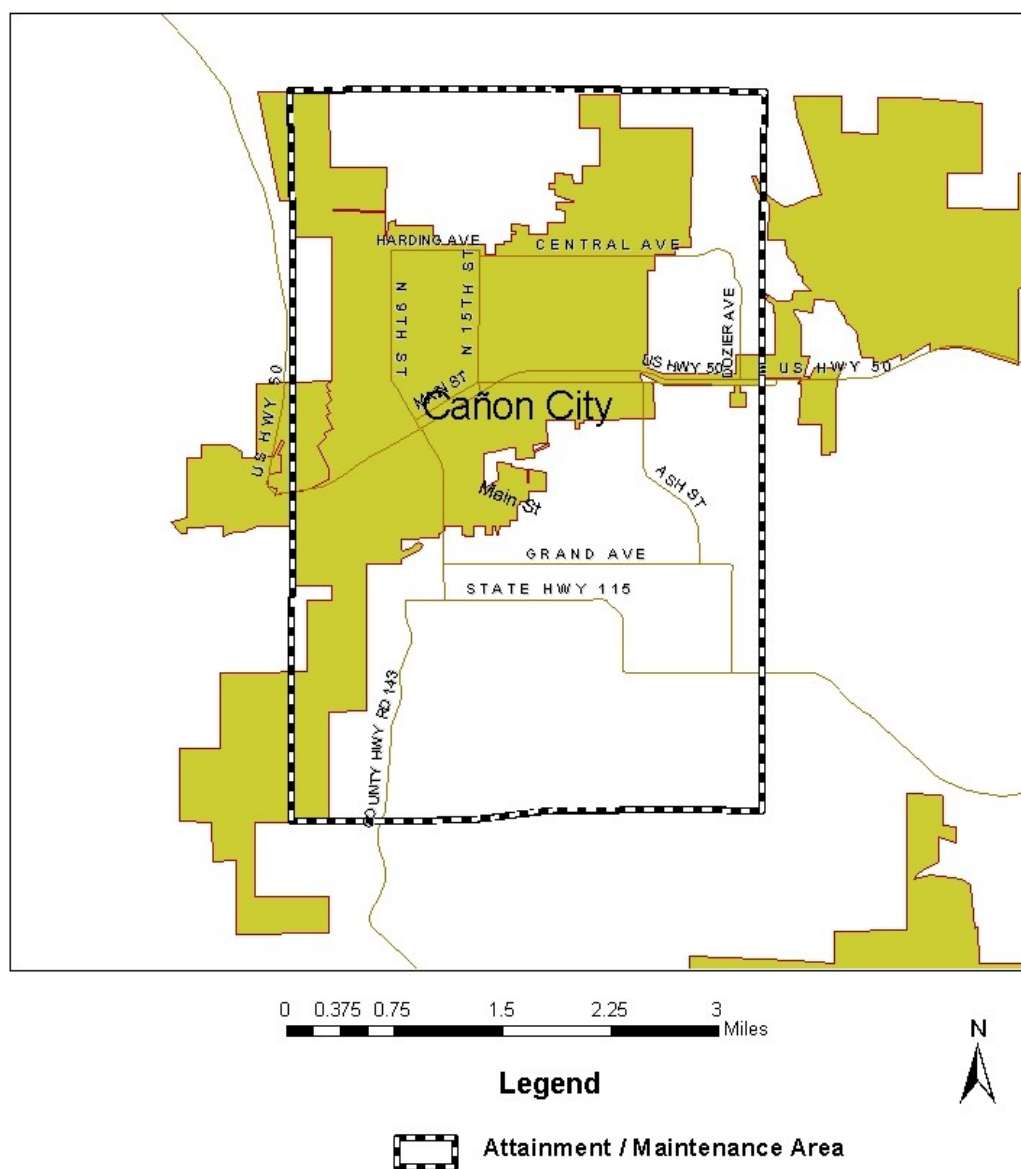 HARDING AVE
CENTRAL AVE
N 9TH ST
N 15TH ST
DOZIER AVE
US HWY 50
US HWY 50
US HWY 50
MAIN ST
Cañon City
Main St
ASH ST
GRAND AVE
STATE HWY 115
COUNTY HWY RD 143
0 0.375 0.75 1.5 2.25 3
Miles
N
Legend
Attainment / Maintenance Area